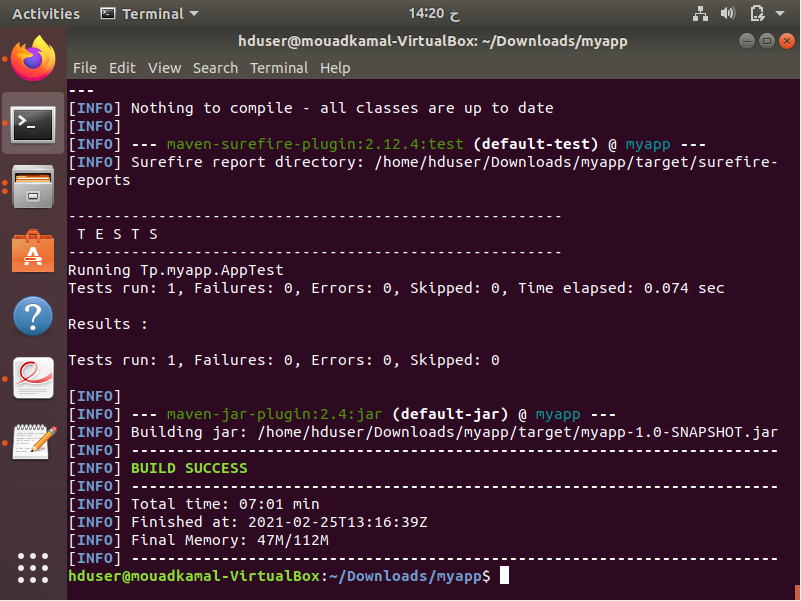 Activities Terminal 14:20 خ
hduser@mouadkamal-VirtualBox: ~/Downloads/myapp
File Edit View Search Terminal Help
---
[INFO] Nothing to compile - all classes are up to date
[INFO]
[INFO] --- maven-surefire-plugin:2.12.4:test (default-test) @ myapp ---
[INFO] Surefire report directory: /home/hduser/Downloads/myapp/target/surefire-
reports

-------------------------------------------------------
 T E S T S
-------------------------------------------------------
Running Tp.myapp.AppTest
Tests run: 1, Failures: 0, Errors: 0, Skipped: 0, Time elapsed: 0.074 sec

Results :

Tests run: 1, Failures: 0, Errors: 0, Skipped: 0

[INFO]
[INFO] --- maven-jar-plugin:2.4:jar (default-jar) @ myapp ---
[INFO] Building jar: /home/hduser/Downloads/myapp/target/myapp-1.0-SNAPSHOT.jar
[INFO] ------------------------------------------------------------------------
[INFO] BUILD SUCCESS
[INFO] ------------------------------------------------------------------------
[INFO] Total time: 07:01 min
[INFO] Finished at: 2021-02-25T13:16:39Z
[INFO] Final Memory: 47M/112M
[INFO] ------------------------------------------------------------------------
hduser@mouadkamal-VirtualBox:~/Downloads/myapp$